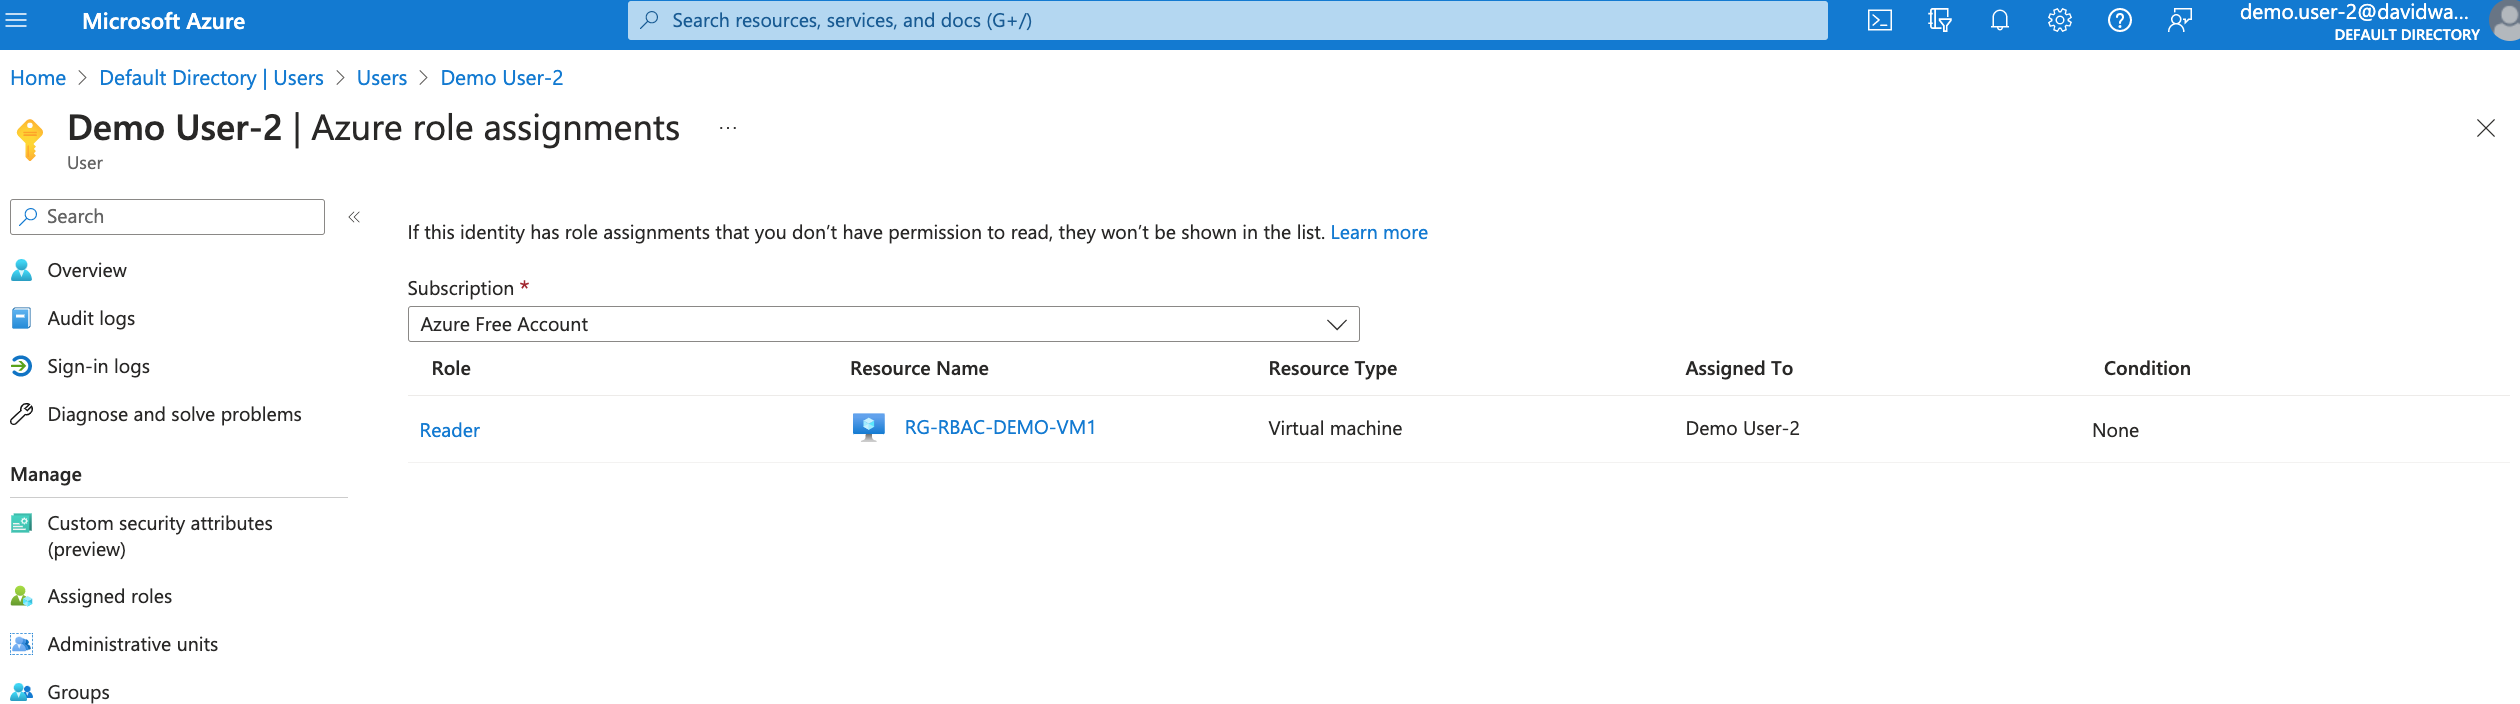 Microsoft Azure
Search resources, services, and docs (G+/)
demo.user-2@davidwa...
DEFAULT DIRECTORY
Home > Default Directory | Users > Users > Demo User-2
Demo User-2 | Azure role assignments ...
User
Search
Overview
Audit logs
Sign-in logs
Diagnose and solve problems
Manage
Custom security attributes
(preview)
Assigned roles
Administrative units
Groups
If this identity has role assignments that you don't have permission to read, they won't be shown in the list. Learn more
Subscription *
Azure Free Account
Role Resource Name Resource Type Assigned To Condition
Reader RG-RBAC-DEMO-VM1 Virtual machine Demo User-2 None